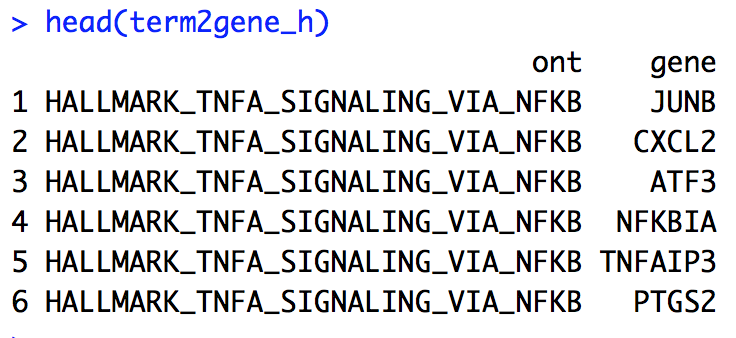 > head(term2gene_h)
ont gene
1 HALLMARK_TNFA_SIGNALING_VIA_NFKB JUNB
2 HALLMARK_TNFA_SIGNALING_VIA_NFKB CXCL2
3 HALLMARK_TNFA_SIGNALING_VIA_NFKB ATF3
4 HALLMARK_TNFA_SIGNALING_VIA_NFKB NFKBIA
5 HALLMARK_TNFA_SIGNALING_VIA_NFKB TNFAIP3
6 HALLMARK_TNFA_SIGNALING_VIA_NFKB PTGS2